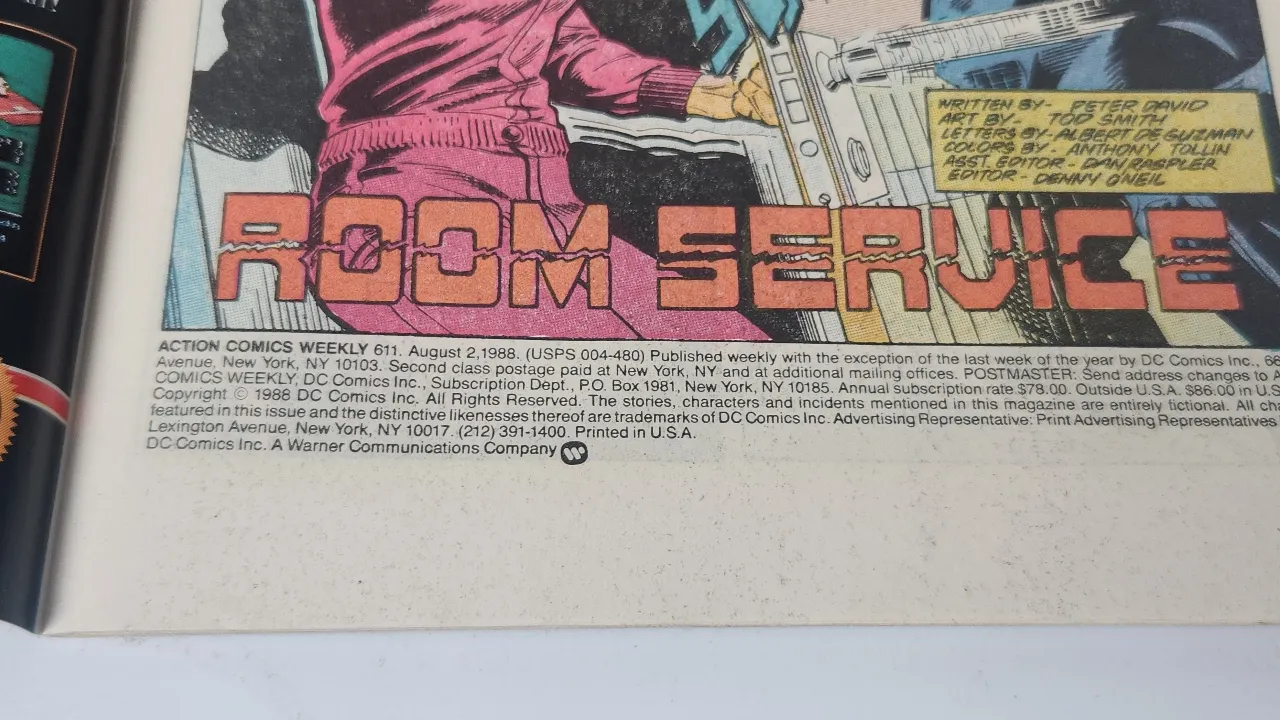 WRITTEN BY- PETER DAVID
ART BY- TOD SMITH
LETTERS BY- ALBERT DE GUZMAN
COLORS BY- ANTHONY TOLLIN
ASST. EDITOR- DAN RASPLER
EDITOR- DENNY O'NEIL
ROOM SERVICE
ACTION COMICS WEEKLY 611. August 2,1988. (USPS 004-480) Published weekly with the exception of the last week of the year by DC Comics Inc., 66
Avenue, New York, NY 10103. Second class postage paid at New York, NY and at additional mailing offices. POSTMASTER: Send address changes to A
COMICS WEEKLY, DC Comics Inc., Subscription Dept., P.O. Box 1981, New York, NY 10185. Annual subscription rate $78.00. Outside U.S.A. $86.00 in U.S
Copyright © 1988 DC Comics Inc. All Rights Reserved. The stories, characters and incidents mentioned in this magazine are entirely fictional. All ch
featured in this issue and the distinctive likenesses thereof are trademarks of DC Comics Inc. Advertising Representative: Print Advertising Representatives
Lexington Avenue, New York, NY 10017. (212) 391-1400. Printed in U.S.A.
DC Comics Inc. A Warner Communications Company